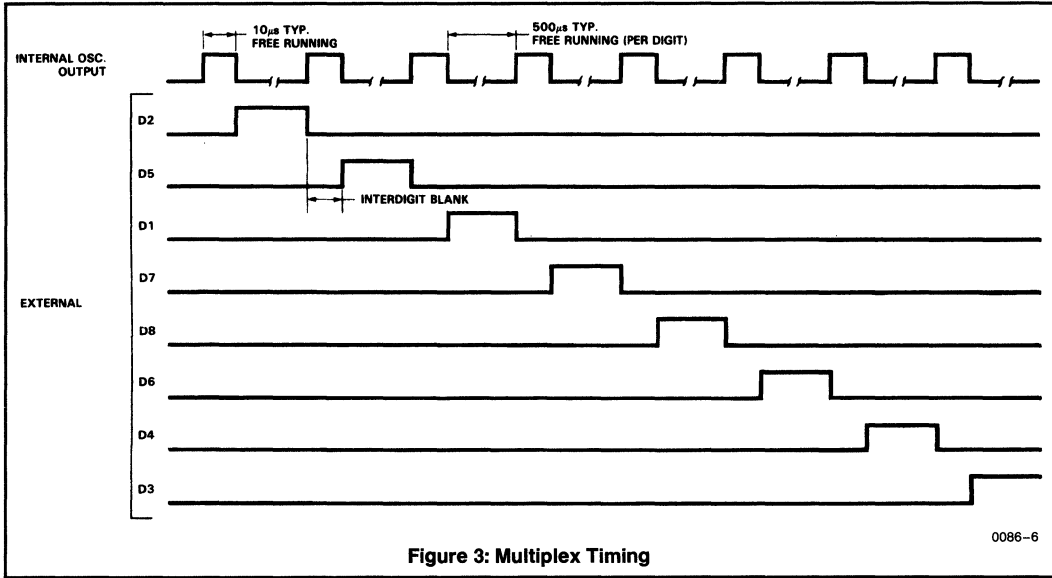 10μs TYP.
FREE RUNNING
500μs TYP.
FREE RUNNING (PER DIGIT)
INTERNAL OSC.
OUTPUT
D2
D5
INTERDIGIT BLANK
D1
D7
EXTERNAL
D8
D6
D4
D3
0086–6
Figure 3: Multiplex Timing